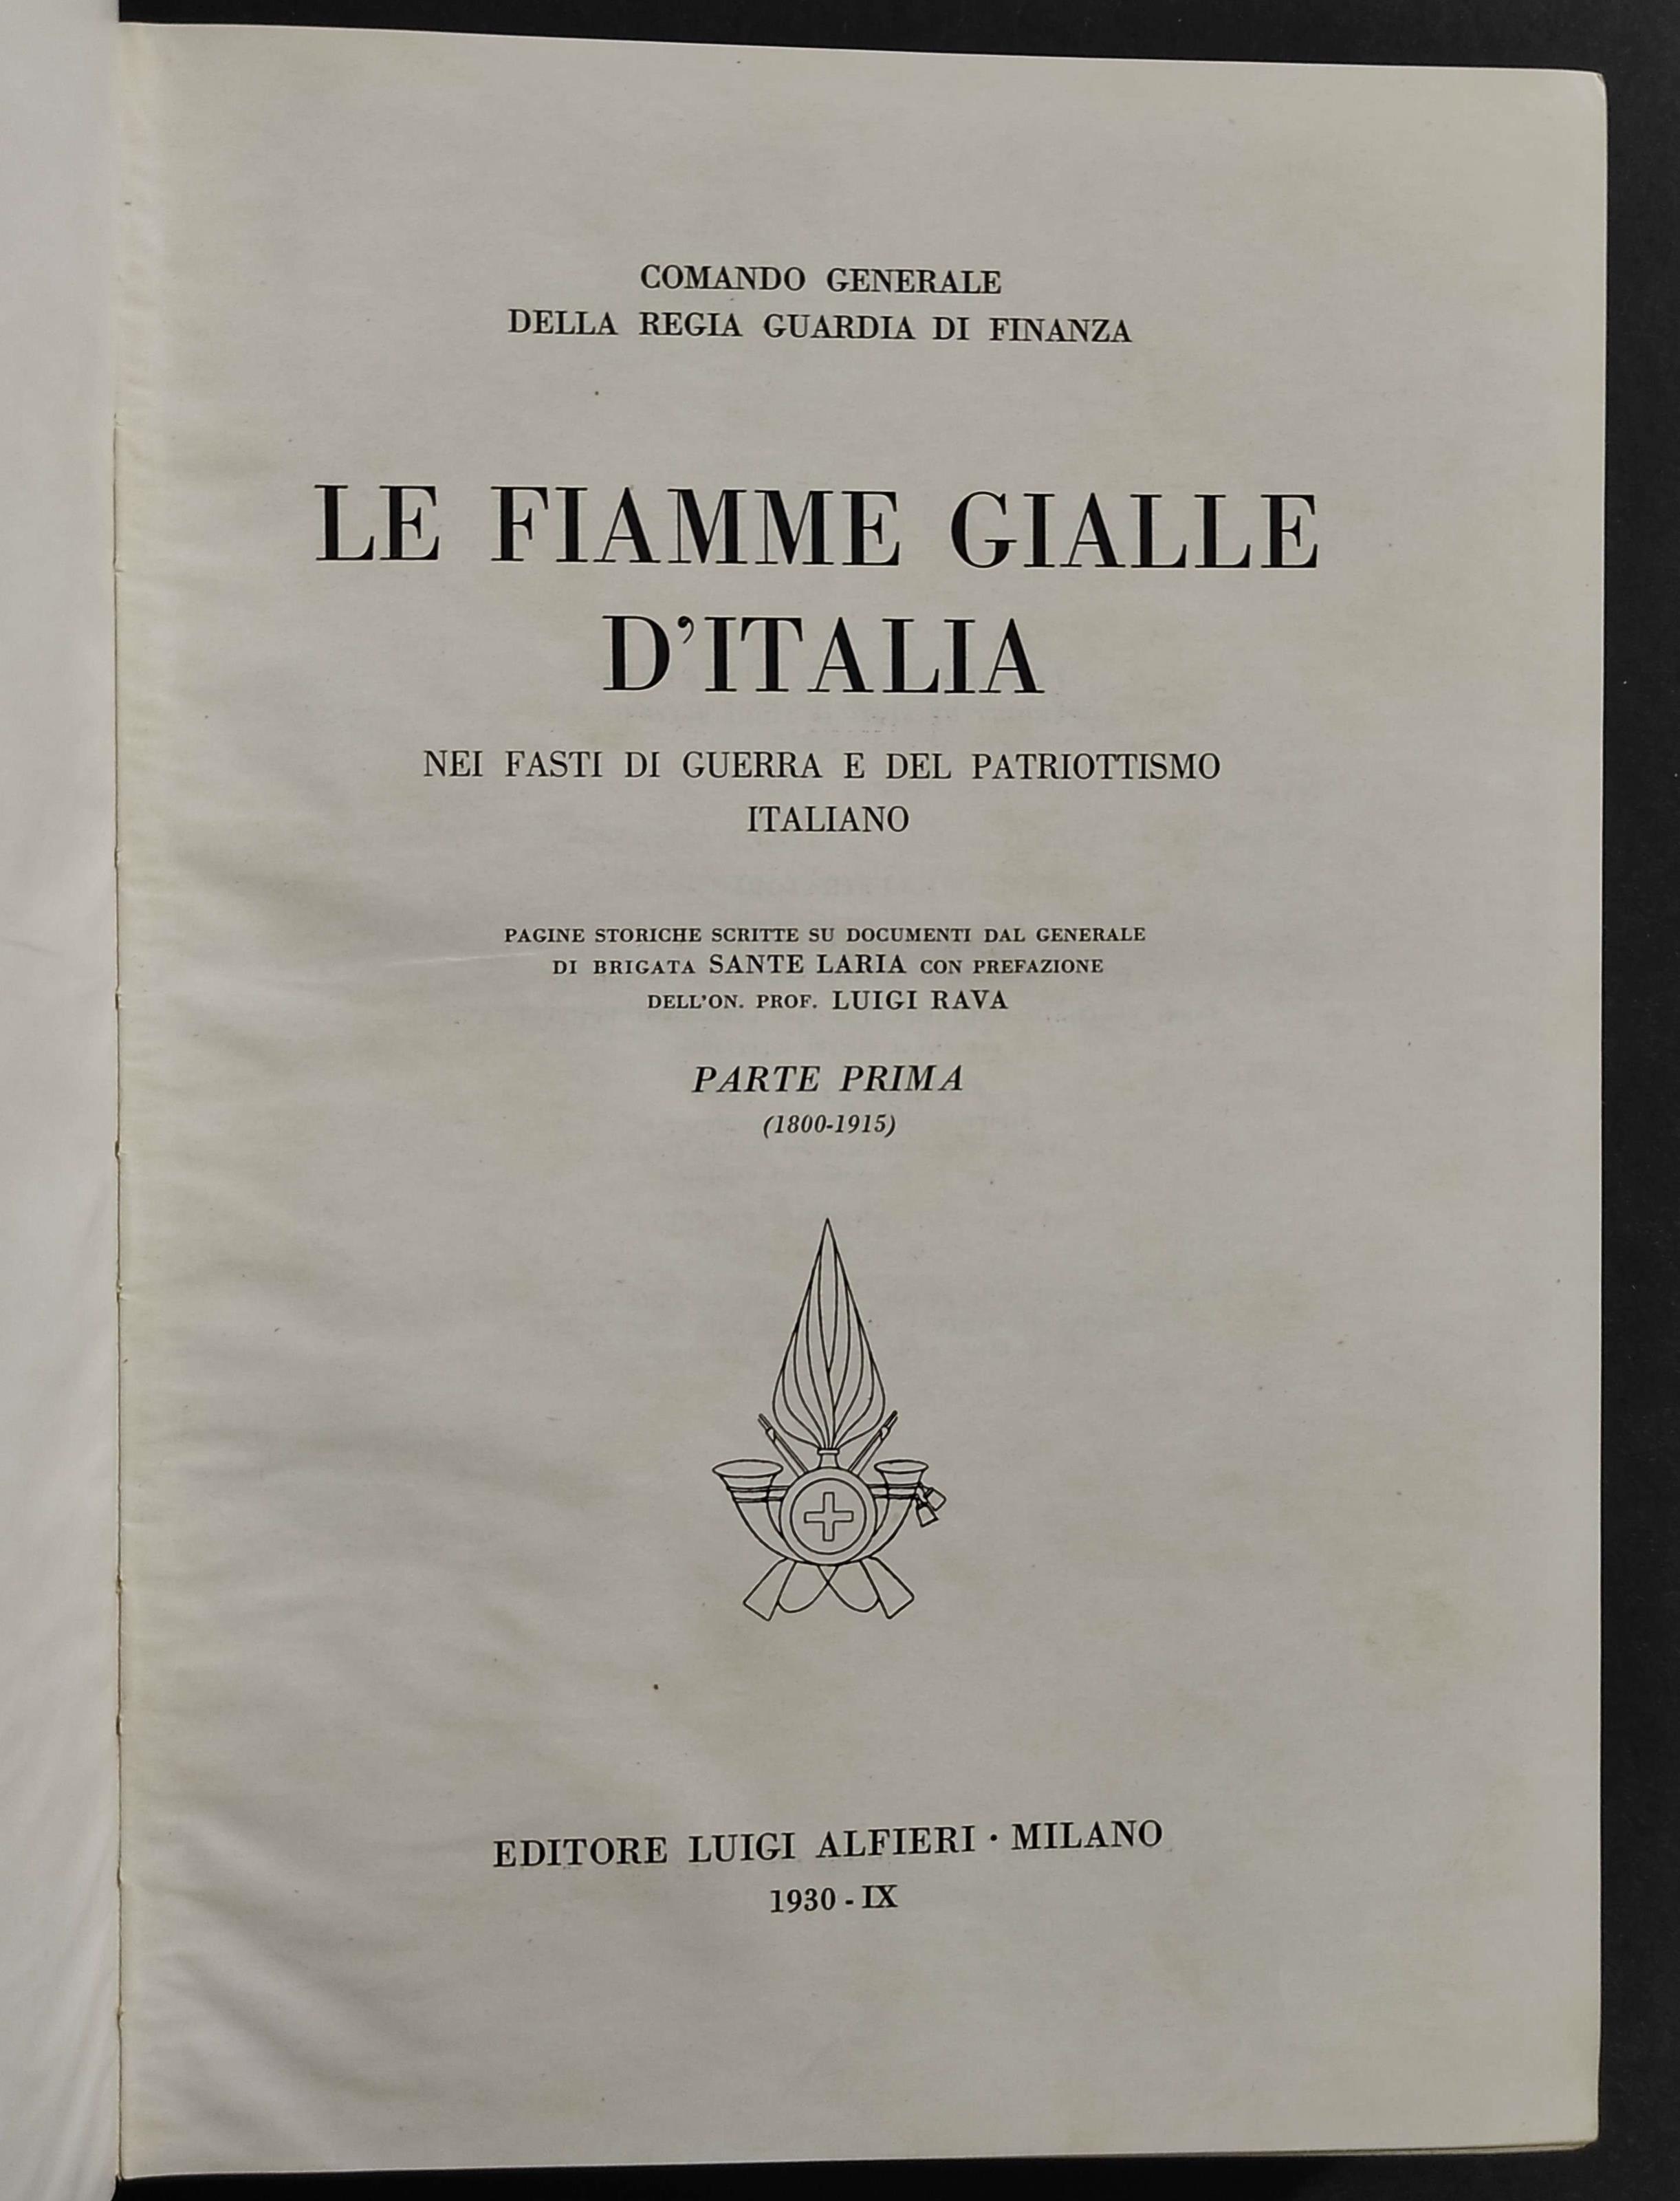 COMANDO GENERALE
DELLA REGIA GUARDIA DI FINANZA
LE FIAMME GIALLE
D'ITALIA
NEI FASTI DI GUERRA E DEL PATRIOTTISMO
ITALIANO
PAGINE STORICHE SCRITTE SU DOCUMENTI DAL GENERALE
DI BRIGATA SANTE LARIA CON PREFAZIONE
DELL'ON. PROF. LUIGI RAVA
PARTE PRIMA
(1800-1915)
EDITORE LUIGI ALFIERI · MILANO
1930 - IX